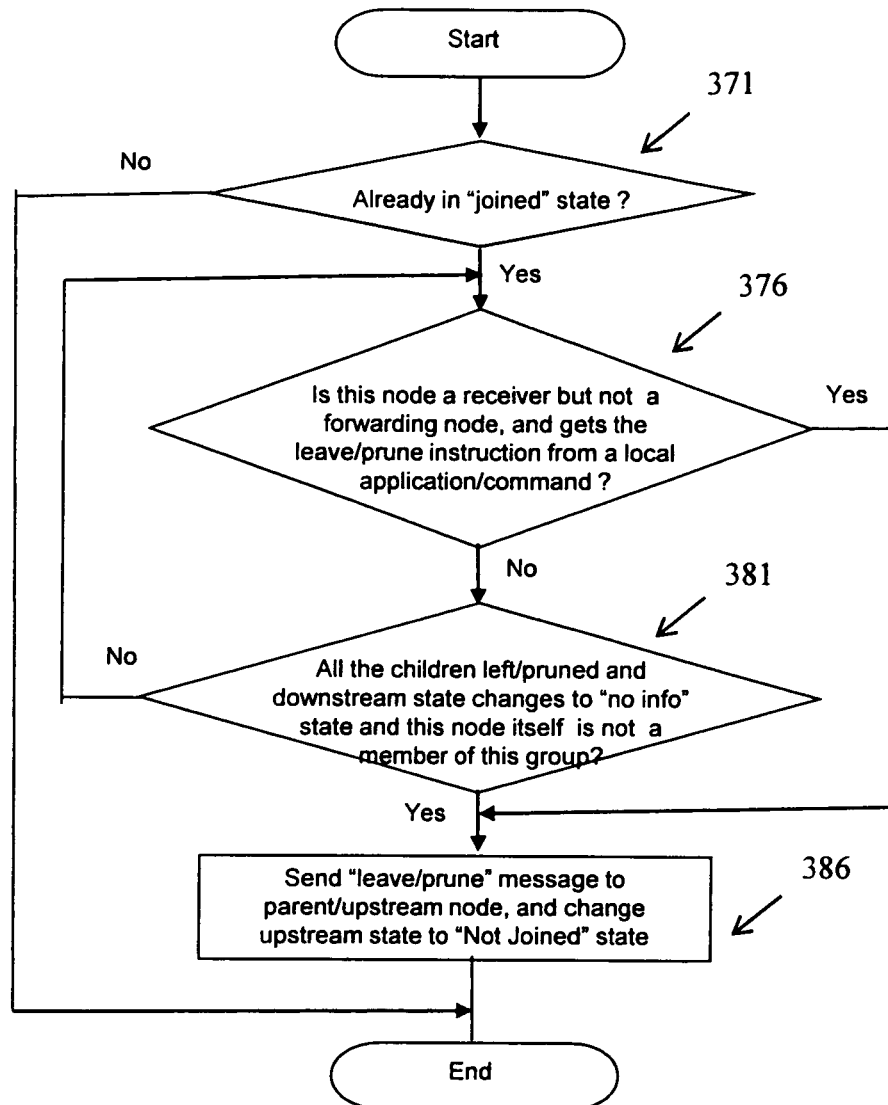 Start
371
No
Already in "joined" state ?
Yes
376
Is this node a receiver but not a
forwarding node, and gets the
leave/prune instruction from a local
application/command ?
Yes
No
381
No
All the children left/pruned and
downstream state changes to "no info"
state and this node itself is not a
member of this group?
Yes
386
Send "leave/prune" message to
parent/upstream node, and change
upstream state to "Not Joined" state
End